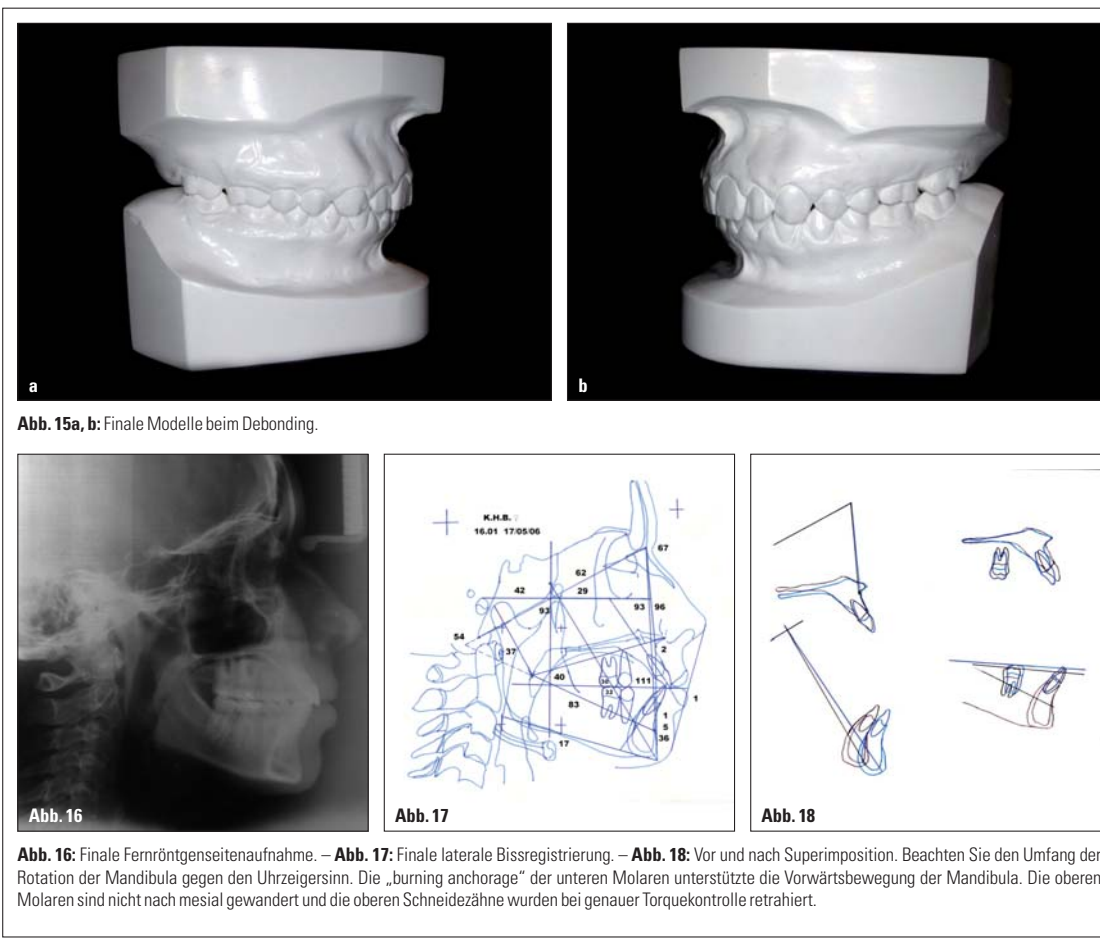 a
b
Abb. 15a, b: Finale Modelle beim Debonding.
Abb. 16
K.H.B.
16.01 17/05/06
67
62
42
29
93
93
96
54
37
2
40
111
30
33
83
1
1
5
36
17
Abb. 17
Abb. 18
Abb. 16: Finale Fernröntgenseitenaufnahme. – Abb. 17: Finale laterale Bissregistrierung. – Abb. 18: Vor und nach Superimposition. Beachten Sie den Umfang der
Rotation der Mandibula gegen den Uhrzeigersinn. Die „burning anchorage“ der unteren Molaren unterstützte die Vorwärtsbewegung der Mandibula. Die oberen
Molaren sind nicht nach mesial gewandert und die oberen Schneidezähne wurden bei genauer Torquekontrolle retrahiert.